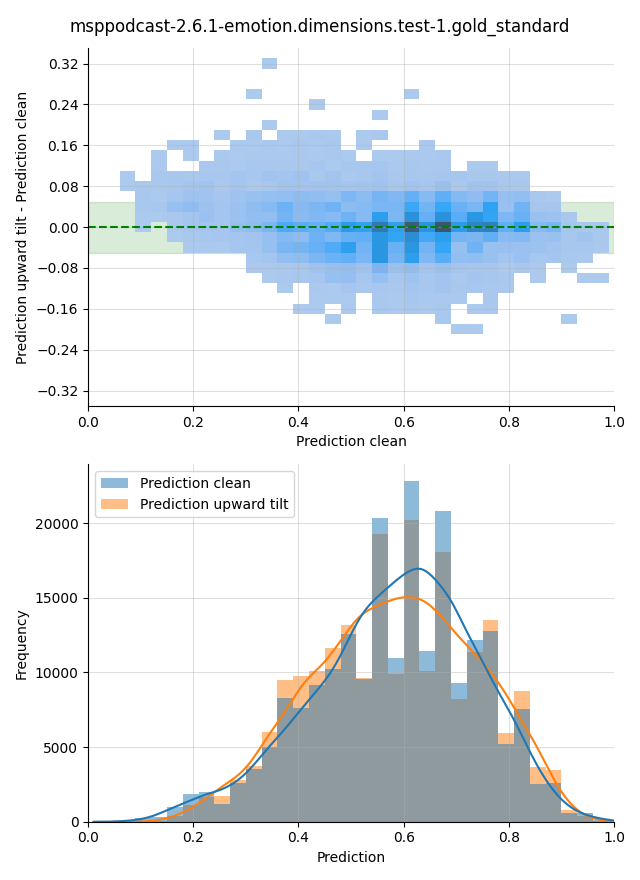 msppodcast-2.6.1-emotion.dimensions.test-1.gold_standard
0.32
0.24
0.16
0.08
0.00
−0.08
−0.16
−0.24
−0.32
Prediction upward tilt - Prediction clean
0.0 0.2 0.4 0.6 0.8 1.0
Prediction clean
Prediction clean
Prediction upward tilt
20000
15000
10000
5000
0
Frequency
0.0 0.2 0.4 0.6 0.8 1.0
Prediction